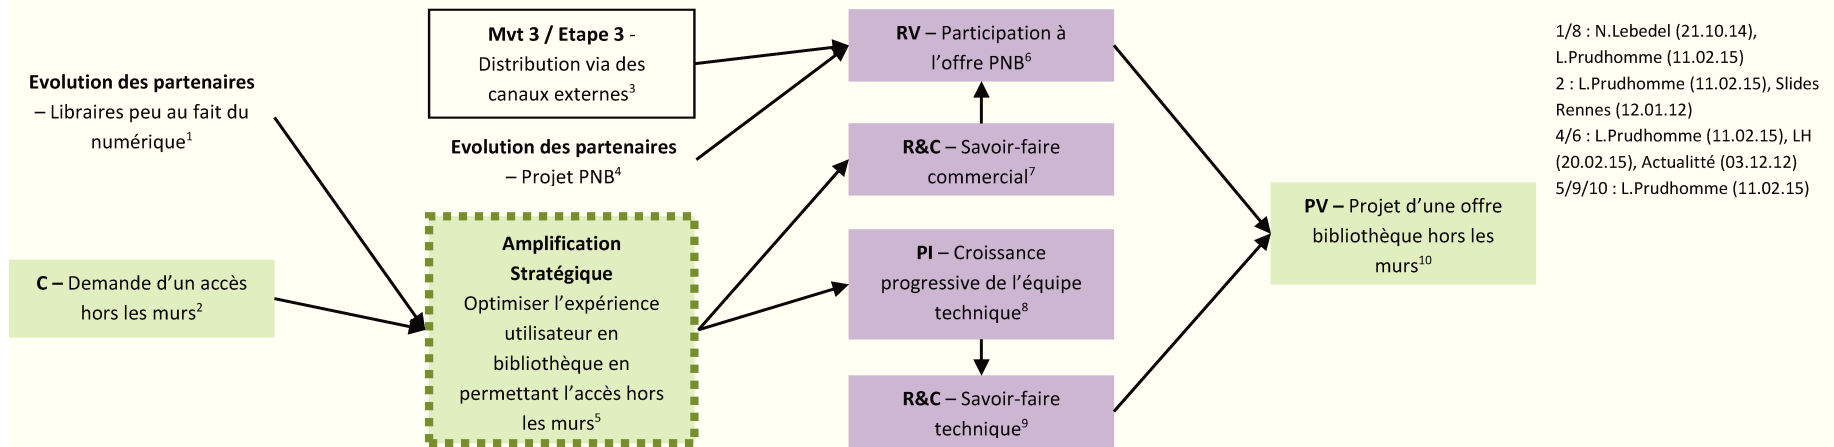 Evolution des partenaires
– Libraires peu au fait du
numérique¹
C – Demande d’un accès
hors les murs²
Mvt 3 / Etape 3 -
Distribution via des
canaux externes³
Evolution des partenaires
– Projet PNB⁴
Amplification
Stratégique
Optimiser l’expérience
utilisateur en
bibliothèque en
permettant l’accès hors
les murs⁵
RV – Participation à
l’offre PNB⁶
R&C – Savoir-faire
commercial⁷
PI – Croissance
progressive de l’équipe
technique⁸
R&C – Savoir-faire
technique⁹
PV – Projet d’une offre
bibliothèque hors les
murs¹⁰
1/8 : N.Lebedel (21.10.14),
L.Prudhomme (11.02.15)
2 : L.Prudhomme (11.02.15), Slides
Rennes (12.01.12)
4/6 : L.Prudhomme (11.02.15), LH
(20.02.15), Actualitté (03.12.12)
5/9/10 : L.Prudhomme (11.02.15)